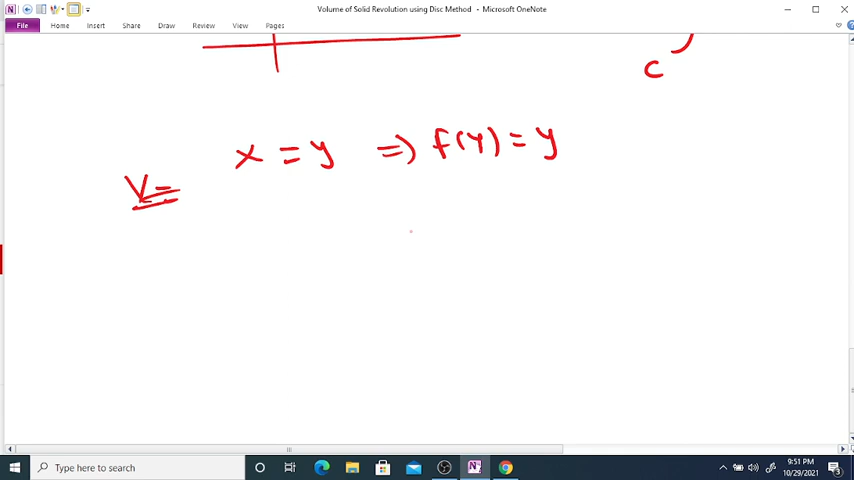 Volume of Solid Revolution using Disc Method - Microsoft OneNote
File Home Insert Share Draw Review View Pages
c
x = y ⇒ f(y) = y
V =
Type here to search
9:51 PM
10/29/2021
3